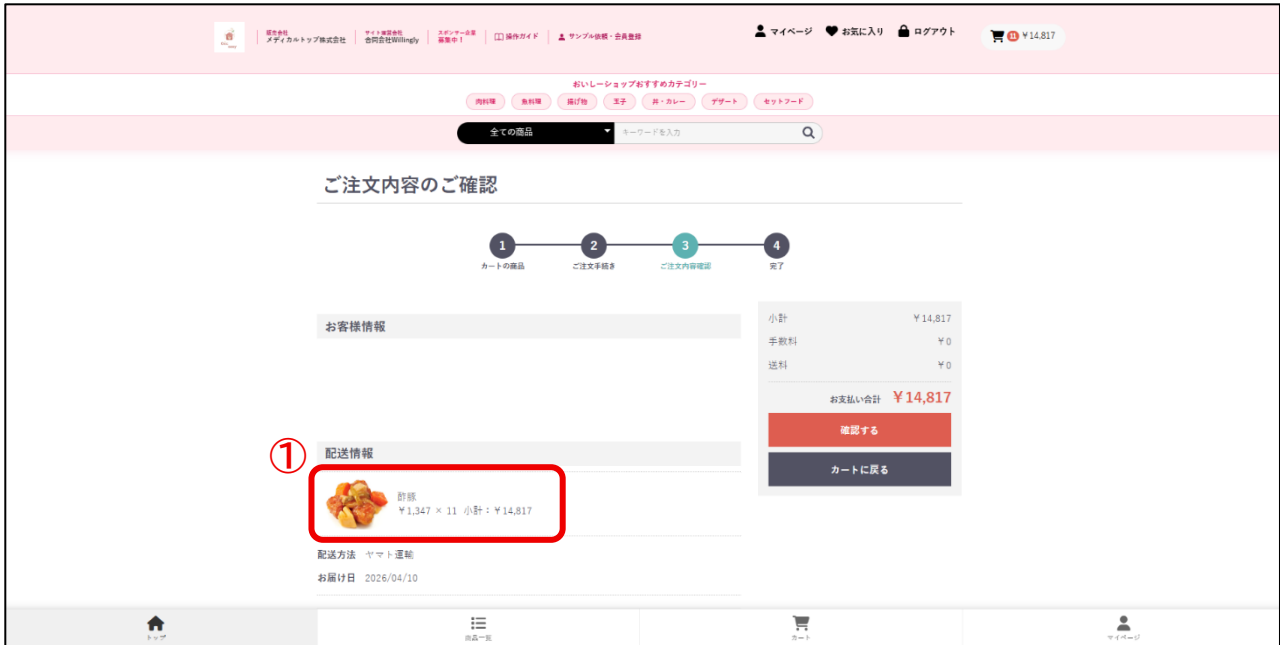 販売会社
メディカルトップ株式会社
サイト運営会社
合同会社Willingly
スポンサー企業
募集中！
操作ガイド
サンプル依頼・会員登録
マイページ
お気に入り
ログアウト
11 ￥14,817
おいしーショップおすすめカテゴリー
肉料理 魚料理 揚げ物 玉子 丼・カレー デザート セットフード
全ての商品 キーワードを入力
ご注文内容のご確認
1 2 3 4
カートの商品 ご注文手続き ご注文内容確認 完了
お客様情報
小計 ￥14,817
手数料 ￥0
送料 ￥0
お支払い合計 ￥14,817
確認する
カートに戻る
① 配送情報
酢豚
￥1,347 × 11 小計：￥14,817
配送方法 ヤマト運輸
お届け日 2026/04/10
トップ 商品一覧 カート マイページ